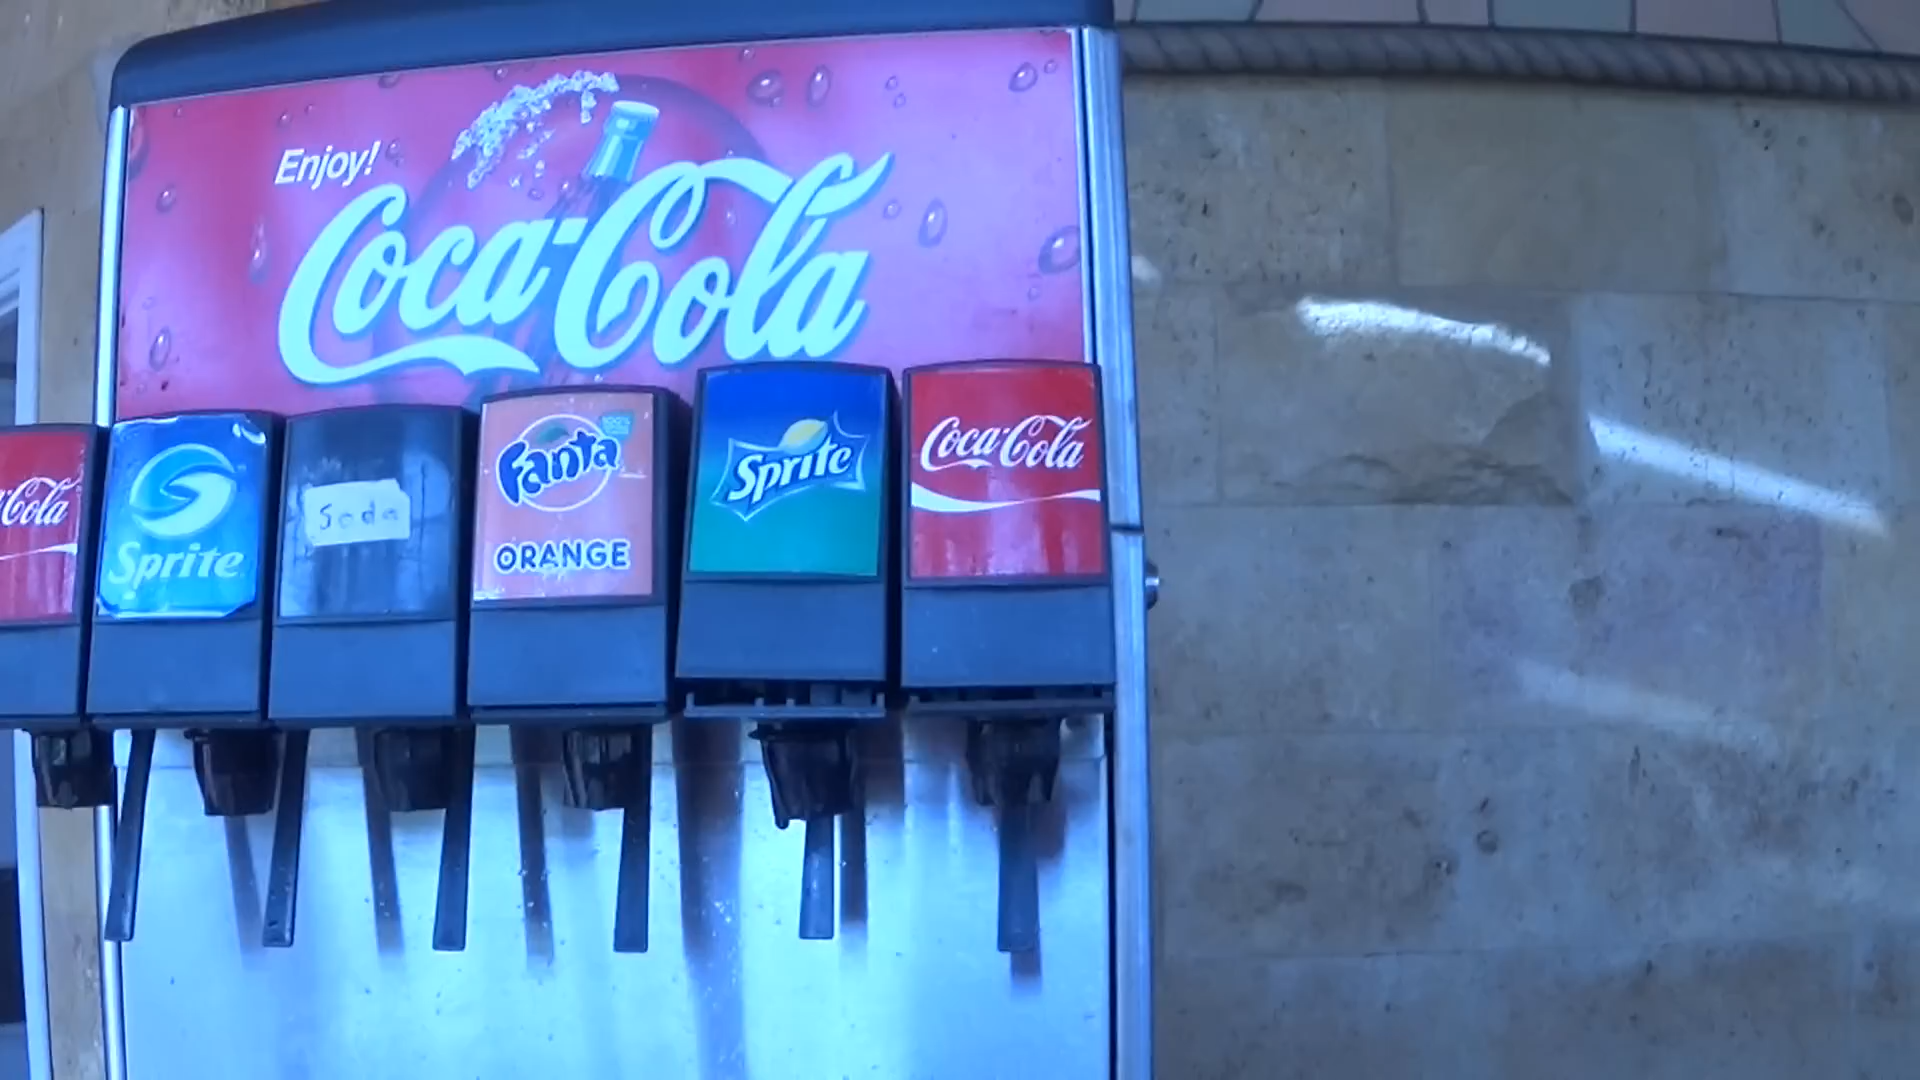 Enjoy!
Coca-Cola
Cola
Sprite
Soda
Fanta
ORANGE
Sprite
Coca-Cola